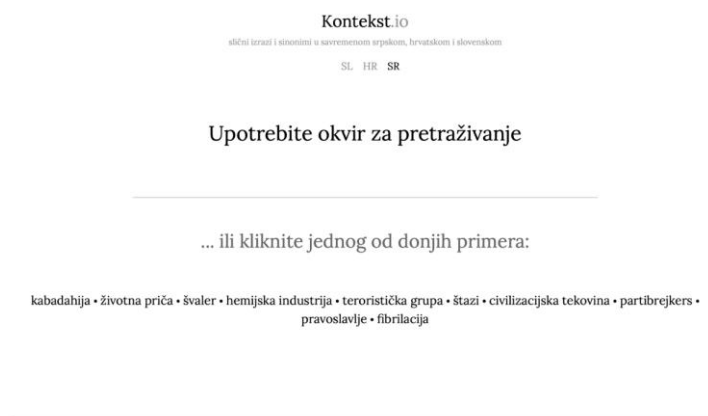 Kontekst.io
slični izrazi i sinonimi u savremenom srpskom, hrvatskom i slovenskom
SL HR SR
Upotrebite okvir za pretraživanje
... ili kliknite jednog od donjih primera:
kabadahija • životna priča • švaler • hemijska industrija • teroristička grupa • štazi • civilizacijska tekovina • partibrejkers •
pravoslavlje • fibrilacija